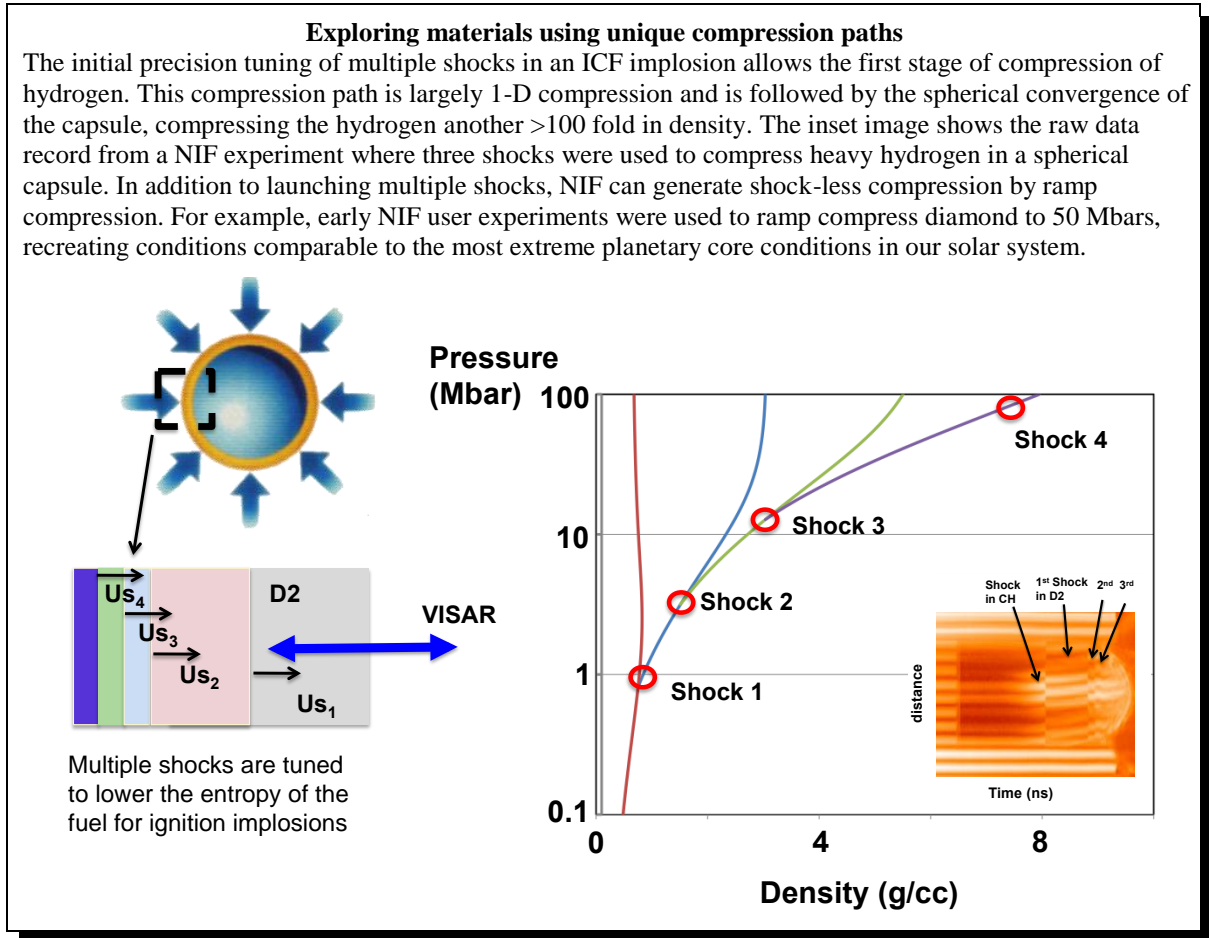 Exploring materials using unique compression paths
The initial precision tuning of multiple shocks in an ICF implosion allows the first stage of compression of
hydrogen. This compression path is largely 1-D compression and is followed by the spherical convergence of
the capsule, compressing the hydrogen another >100 fold in density. The inset image shows the raw data
record from a NIF experiment where three shocks were used to compress heavy hydrogen in a spherical
capsule. In addition to launching multiple shocks, NIF can generate shock-less compression by ramp
compression. For example, early NIF user experiments were used to ramp compress diamond to 50 Mbars,
recreating conditions comparable to the most extreme planetary core conditions in our solar system.
Us₄
Us₃
Us₂
D2
Us₁
VISAR
Multiple shocks are tuned
to lower the entropy of the
fuel for ignition implosions
Pressure
(Mbar)
100
10
1
0.1
0
4
8
Density (g/cc)
Shock 4
Shock 3
Shock 2
Shock 1
Shock
in CH
1st Shock
in D2
2nd
3rd
distance
Time (ns)